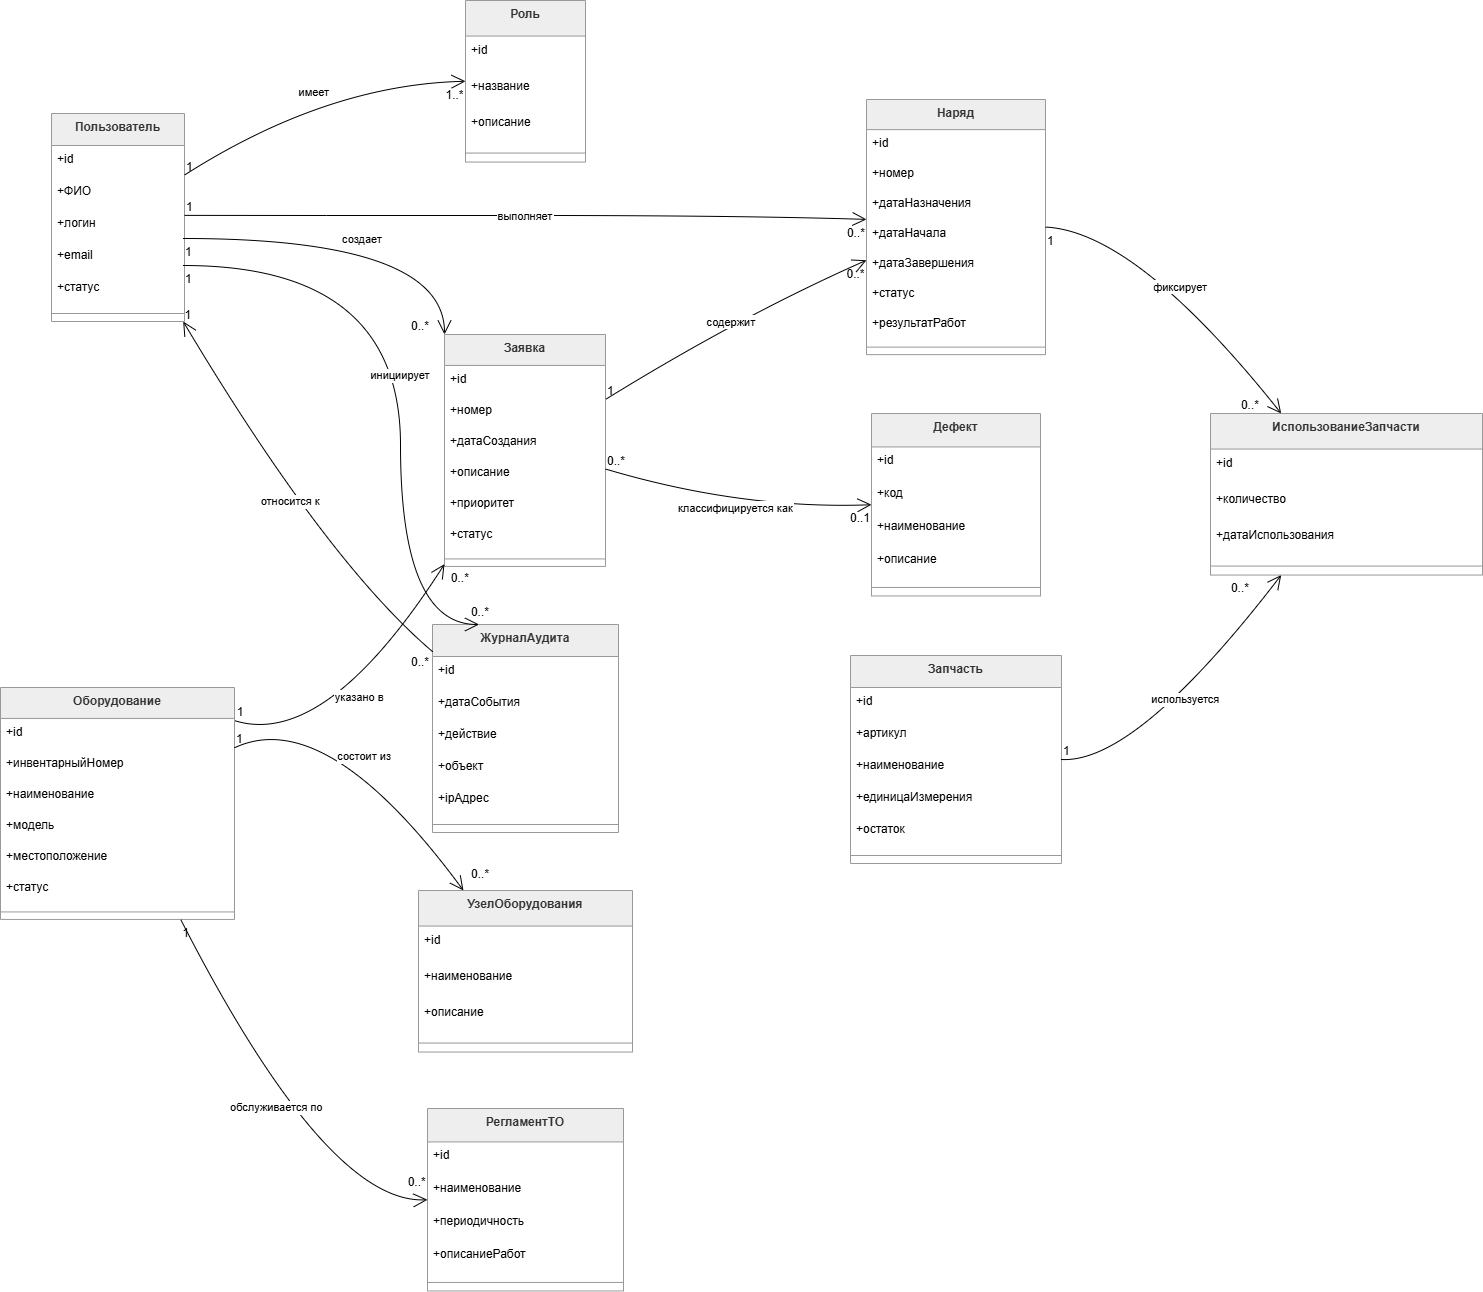 Роль
+id
+название
+описание
имеет
1..*
1
Пользователь
+id
+ФИО
+логин
+email
+статус
1
выполняет
0..*
1
создает
0..*
1
инициирует
0..*
1
относится к
0..*
Наряд
+id
+номер
+датаНазначения
+датаНачала
+датаЗавершения
+статус
+результатРабот
0..*
содержит
1
1
фиксирует
0..*
Заявка
+id
+номер
+датаСоздания
+описание
+приоритет
+статус
0..*
классифицируется как
0..1
Дефект
+id
+код
+наименование
+описание
ИспользованиеЗапчасти
+id
+количество
+датаИспользования
0..*
используется
1
0..*
указано в
1
ЖурналАудита
+id
+датаСобытия
+действие
+объект
+ipАдрес
Запчасть
+id
+артикул
+наименование
+единицаИзмерения
+остаток
Оборудование
+id
+инвентарныйНомер
+наименование
+модель
+местоположение
+статус
1
состоит из
0..*
УзелОборудования
+id
+наименование
+описание
1
обслуживается по
0..*
РегламентТО
+id
+наименование
+периодичность
+описаниеРабот